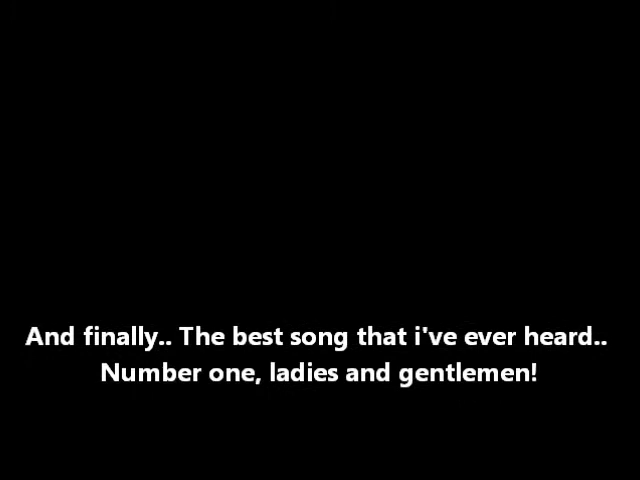 And finally.. The best song that i've ever heard..
Number one, ladies and gentlemen!